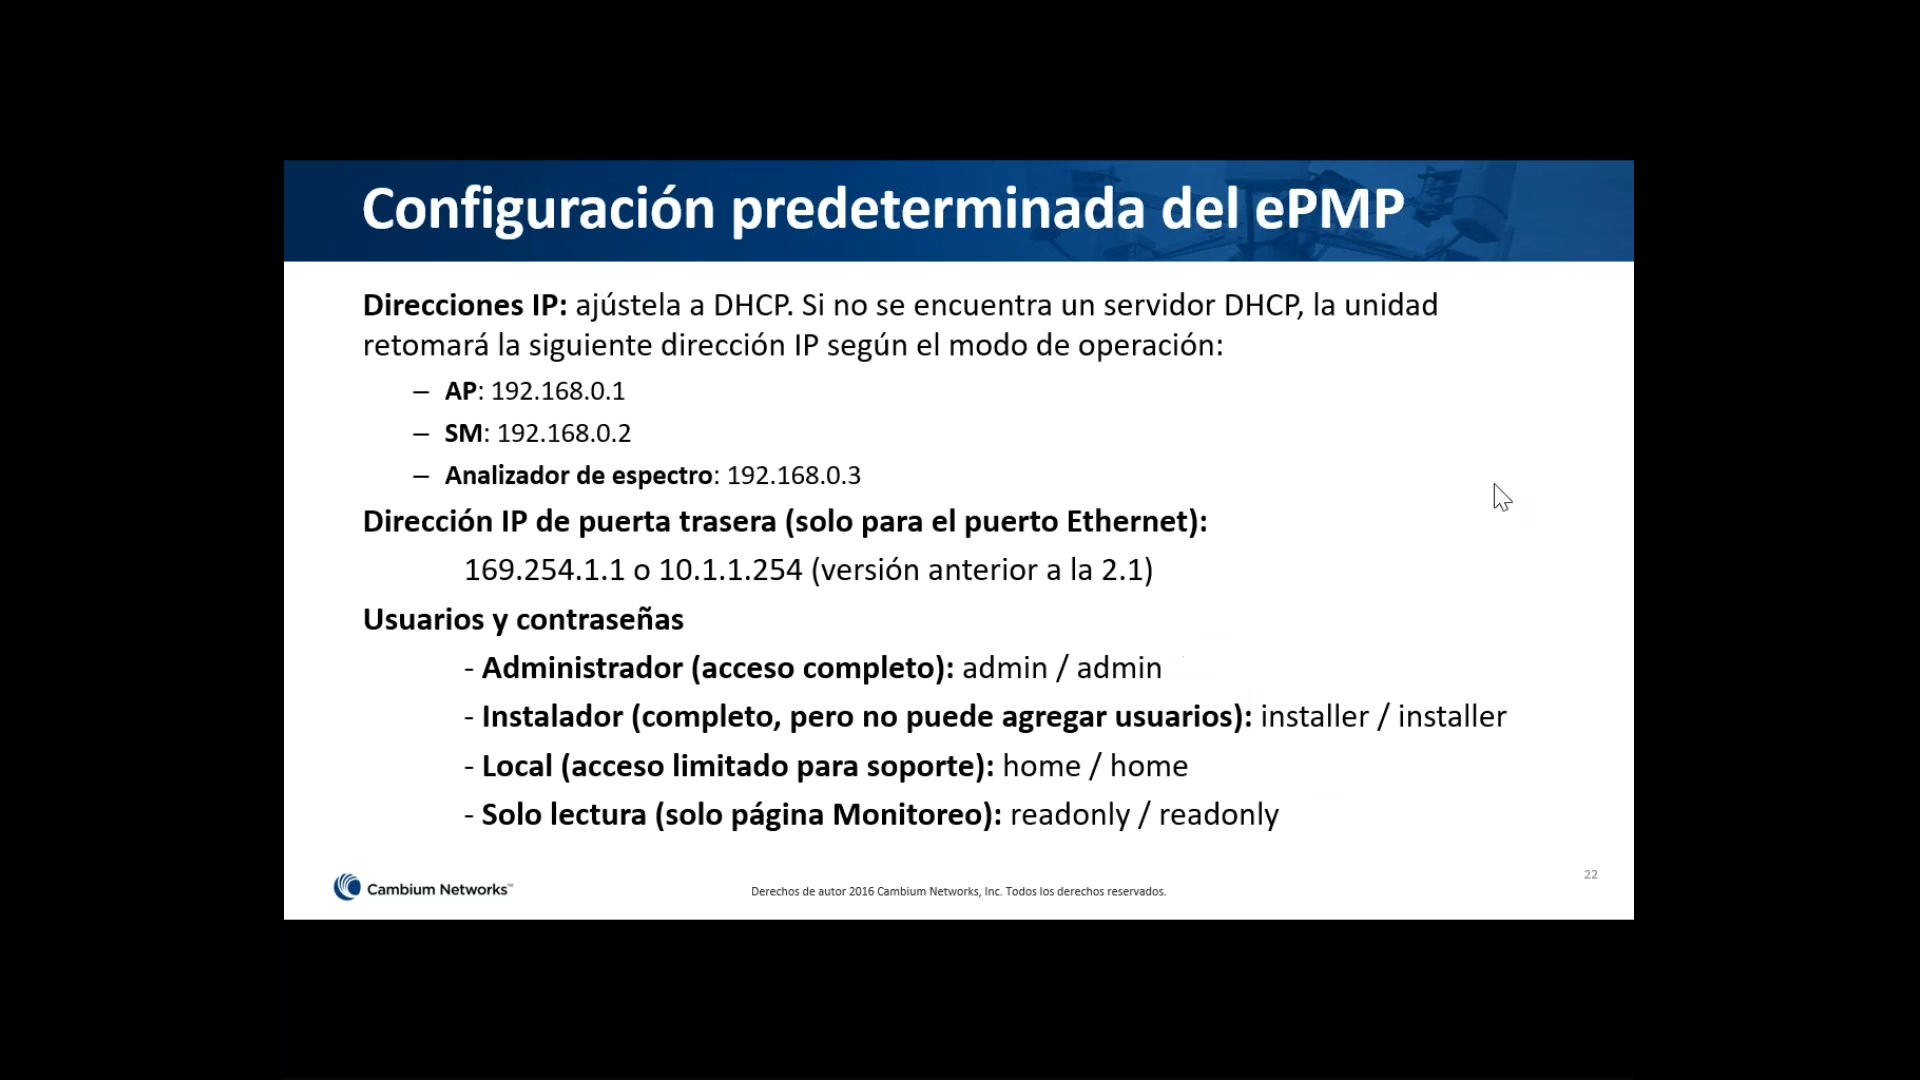 Configuración predeterminada del ePMP
Direcciones IP: ajústela a DHCP. Si no se encuentra un servidor DHCP, la unidad
retomará la siguiente dirección IP según el modo de operación:
– AP: 192.168.0.1
– SM: 192.168.0.2
– Analizador de espectro: 192.168.0.3
Dirección IP de puerta trasera (solo para el puerto Ethernet):
169.254.1.1 o 10.1.1.254 (versión anterior a la 2.1)
Usuarios y contraseñas
- Administrador (acceso completo): admin / admin
- Instalador (completo, pero no puede agregar usuarios): installer / installer
- Local (acceso limitado para soporte): home / home
- Solo lectura (solo página Monitoreo): readonly / readonly
Cambium Networks™
Derechos de autor 2016 Cambium Networks, Inc. Todos los derechos reservados.
22